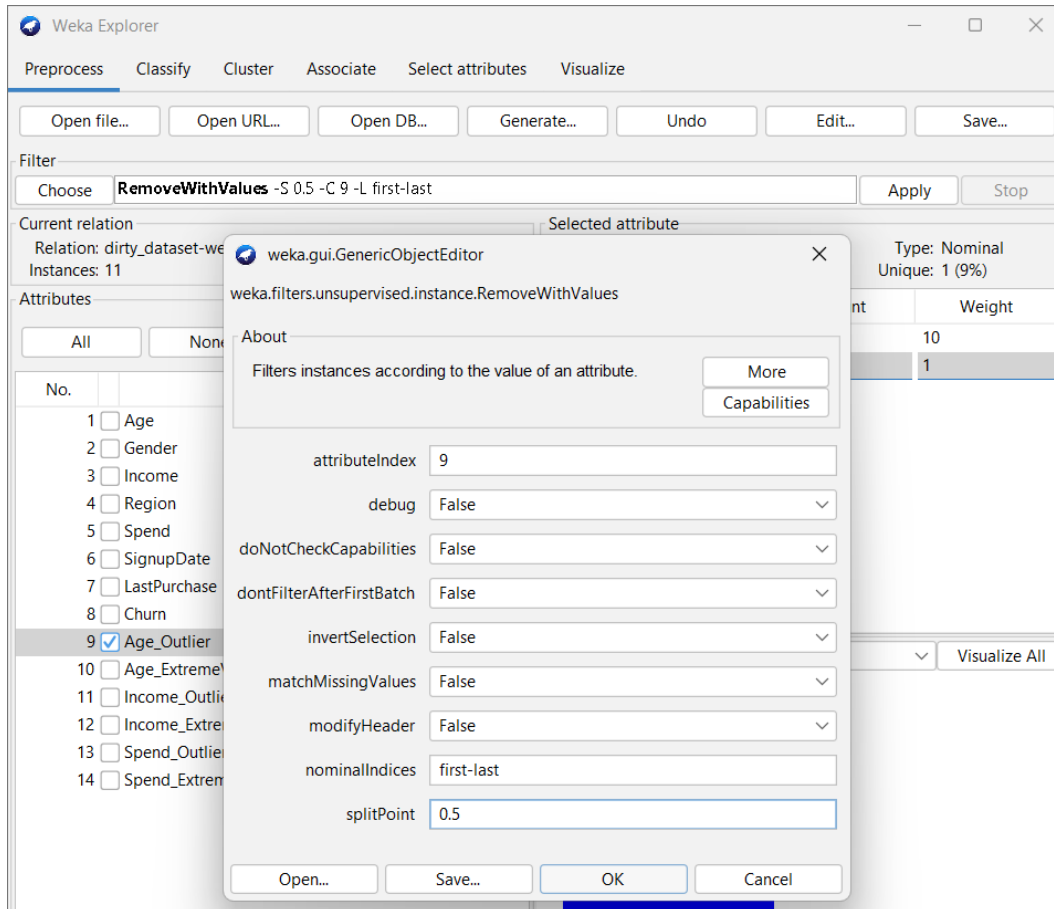 Weka Explorer
Preprocess Classify Cluster Associate Select attributes Visualize
Open file... Open URL... Open DB... Generate... Undo Edit... Save...
Filter
Choose RemoveWithValues -S 0.5 -C 9 -L first-last Apply Stop
Current relation
Relation: dirty_dataset-we
Instances: 11
Selected attribute
Type: Nominal
Unique: 1 (9%)
Attributes
All None
No.
1 Age
2 Gender
3 Income
4 Region
5 Spend
6 SignupDate
7 LastPurchase
8 Churn
9 Age_Outlier
10 Age_Extreme
11 Income_Outlie
12 Income_Extre
13 Spend_Outlier
14 Spend_Extrem
nt Weight
10
1
Visualize All
weka.gui.GenericObjectEditor
weka.filters.unsupervised.instance.RemoveWithValues
About
Filters instances according to the value of an attribute.
More
Capabilities
attributeIndex 9
debug False
doNotCheckCapabilities False
dontFilterAfterFirstBatch False
invertSelection False
matchMissingValues False
modifyHeader False
nominalIndices first-last
splitPoint 0.5
Open... Save... OK Cancel